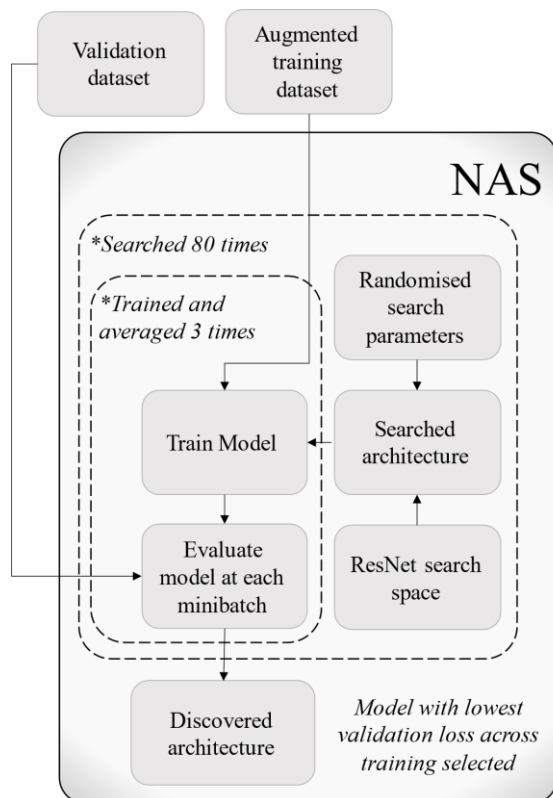 Validation
dataset
Augmented
training
dataset
NAS
*Searched 80 times
*Trained and
averaged 3 times
Randomised
search
parameters
Train Model
Searched
architecture
Evaluate
model at each
minibatch
ResNet search
space
Discovered
architecture
Model with lowest
validation loss across
training selected